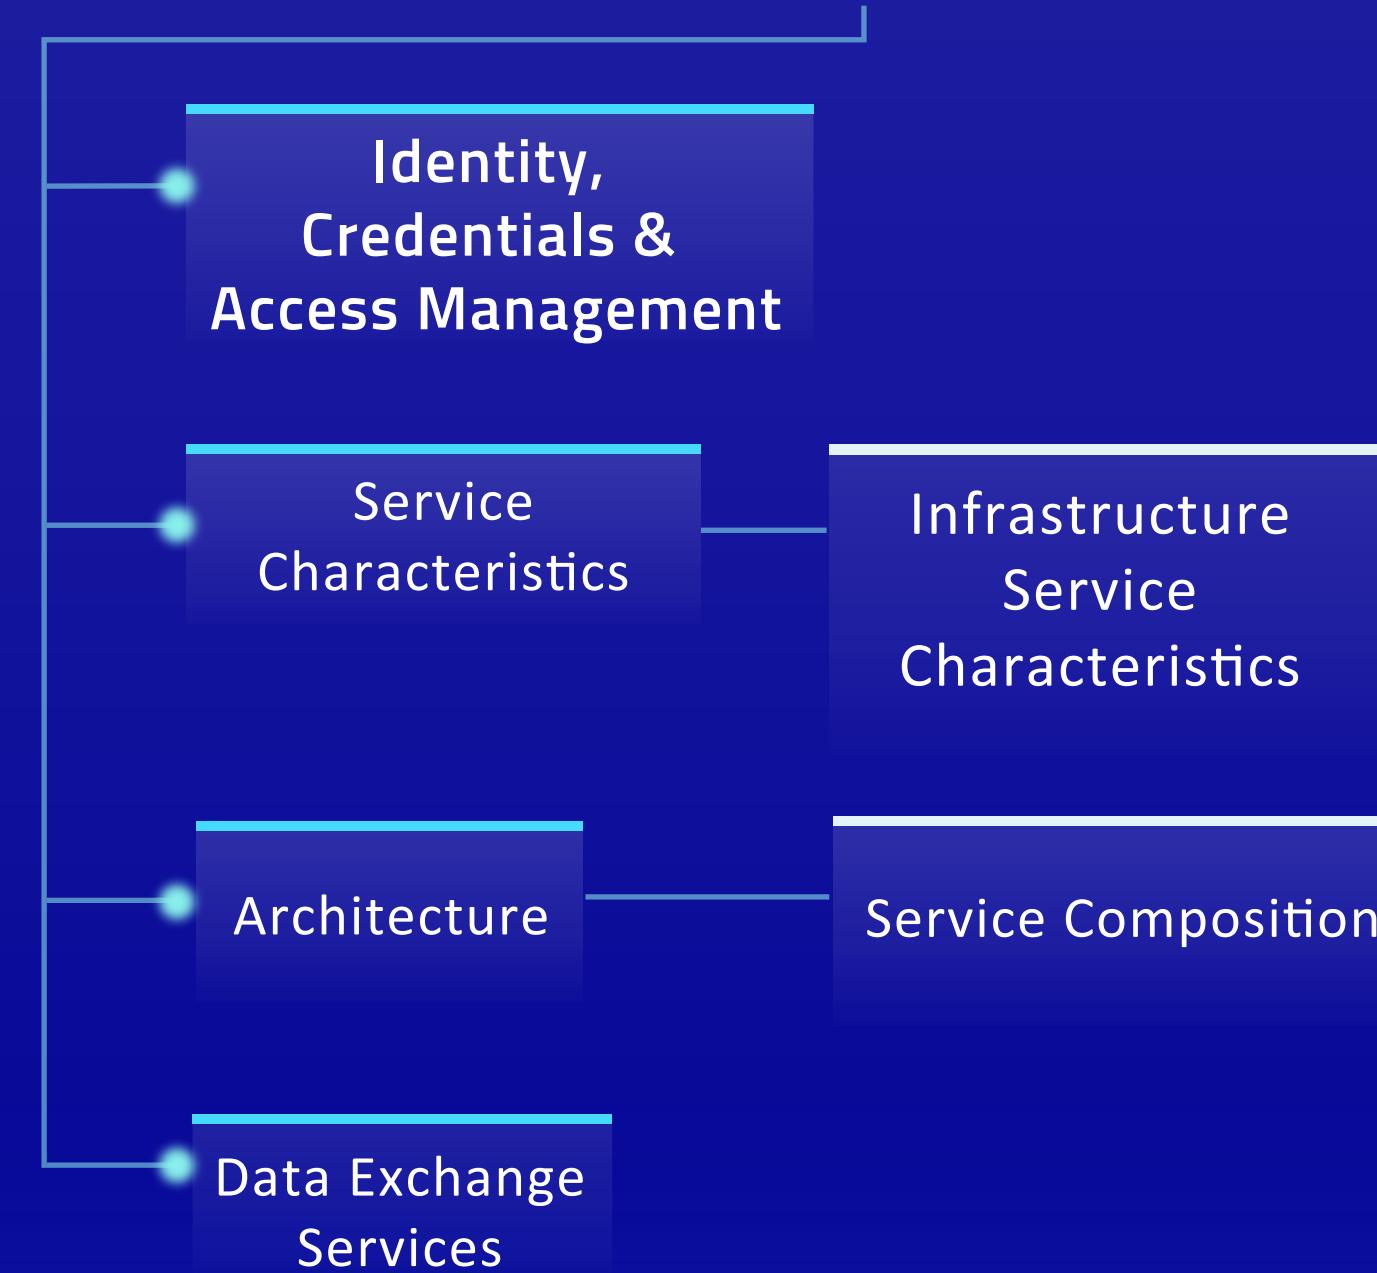 Identity,
Credentials &
Access Management
Service
Characteristics
Infrastructure
Service
Characteristics
Architecture
Service Composition
Data Exchange
Services